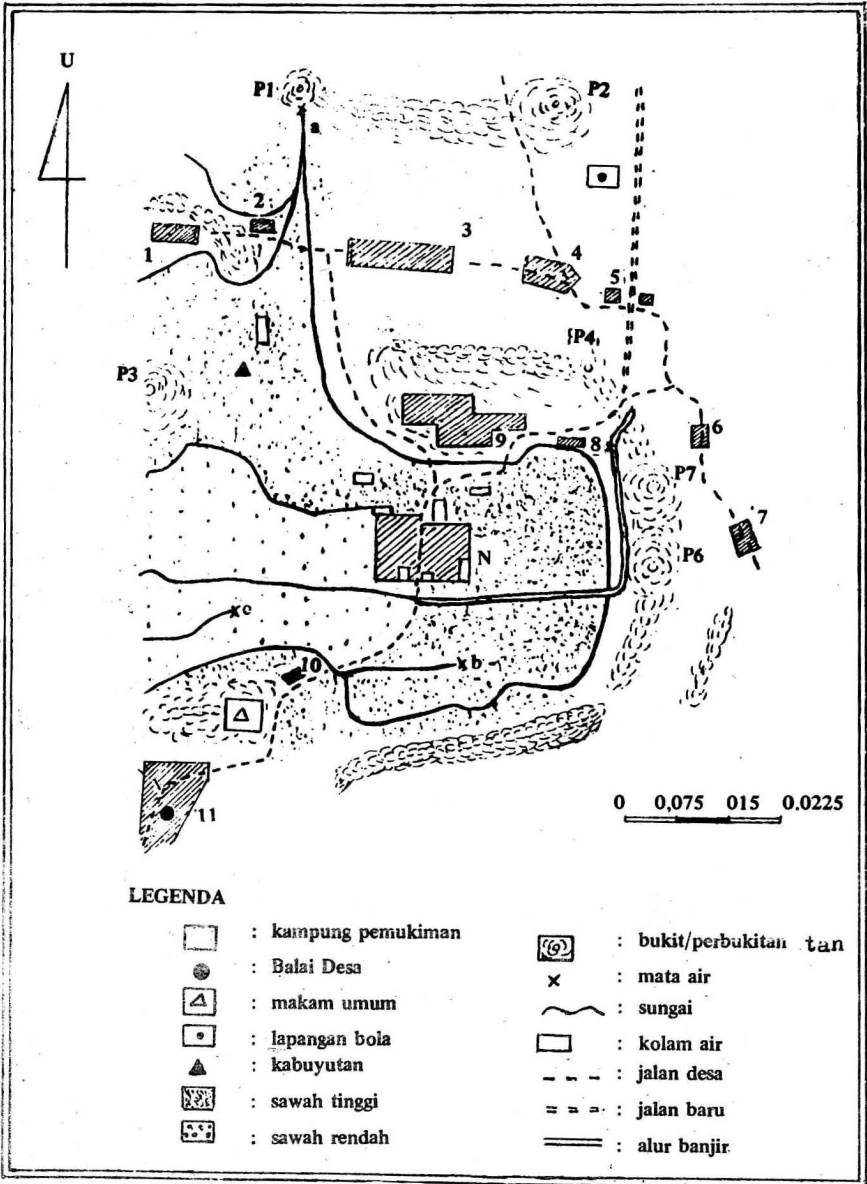 U
P1
P2
a
2
1
3
4
5
P4
P3
9
8
6
P7
7
N
P6
c
b
10
11
0 0,075 015 0.0225
LEGENDA
: kampung pemukiman
: Balai Desa
: makam umum
: lapangan bola
: kabuyutan
: sawah tinggi
: sawah rendah
: bukit/perbukitan tan
: mata air
: sungai
: kolam air
: jalan desa
: jalan baru
: alur banjir